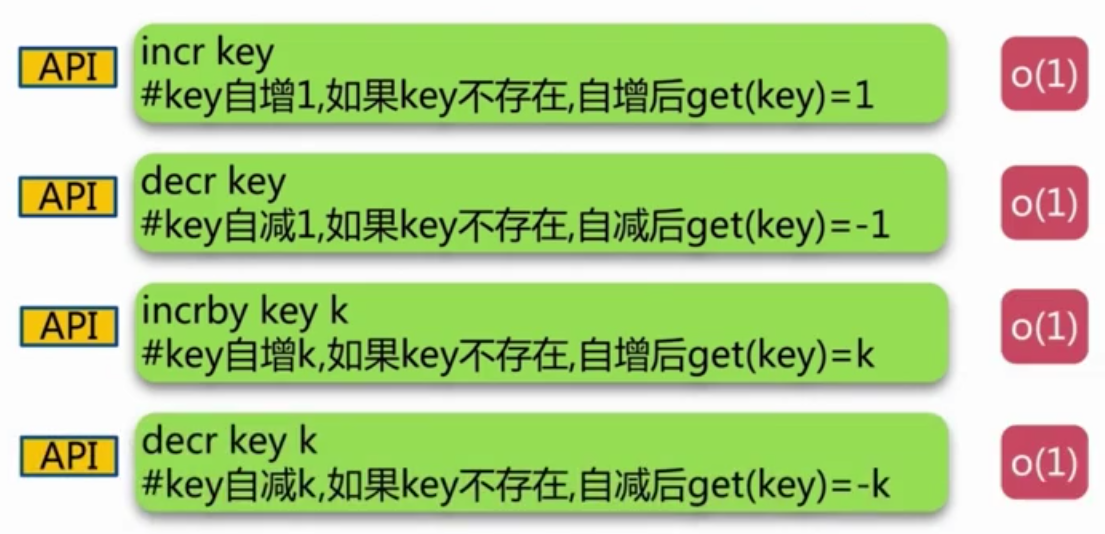 API
incr key
#key自增1,如果key不存在,自增后get(key)=1
o(1)
API
decr key
#key自减1,如果key不存在,自减后get(key)=-1
o(1)
API
incrby key k
#key自增k,如果key不存在,自增后get(key)=k
o(1)
API
decr key k
#key自减k,如果key不存在,自减后get(key)=-k
o(1)